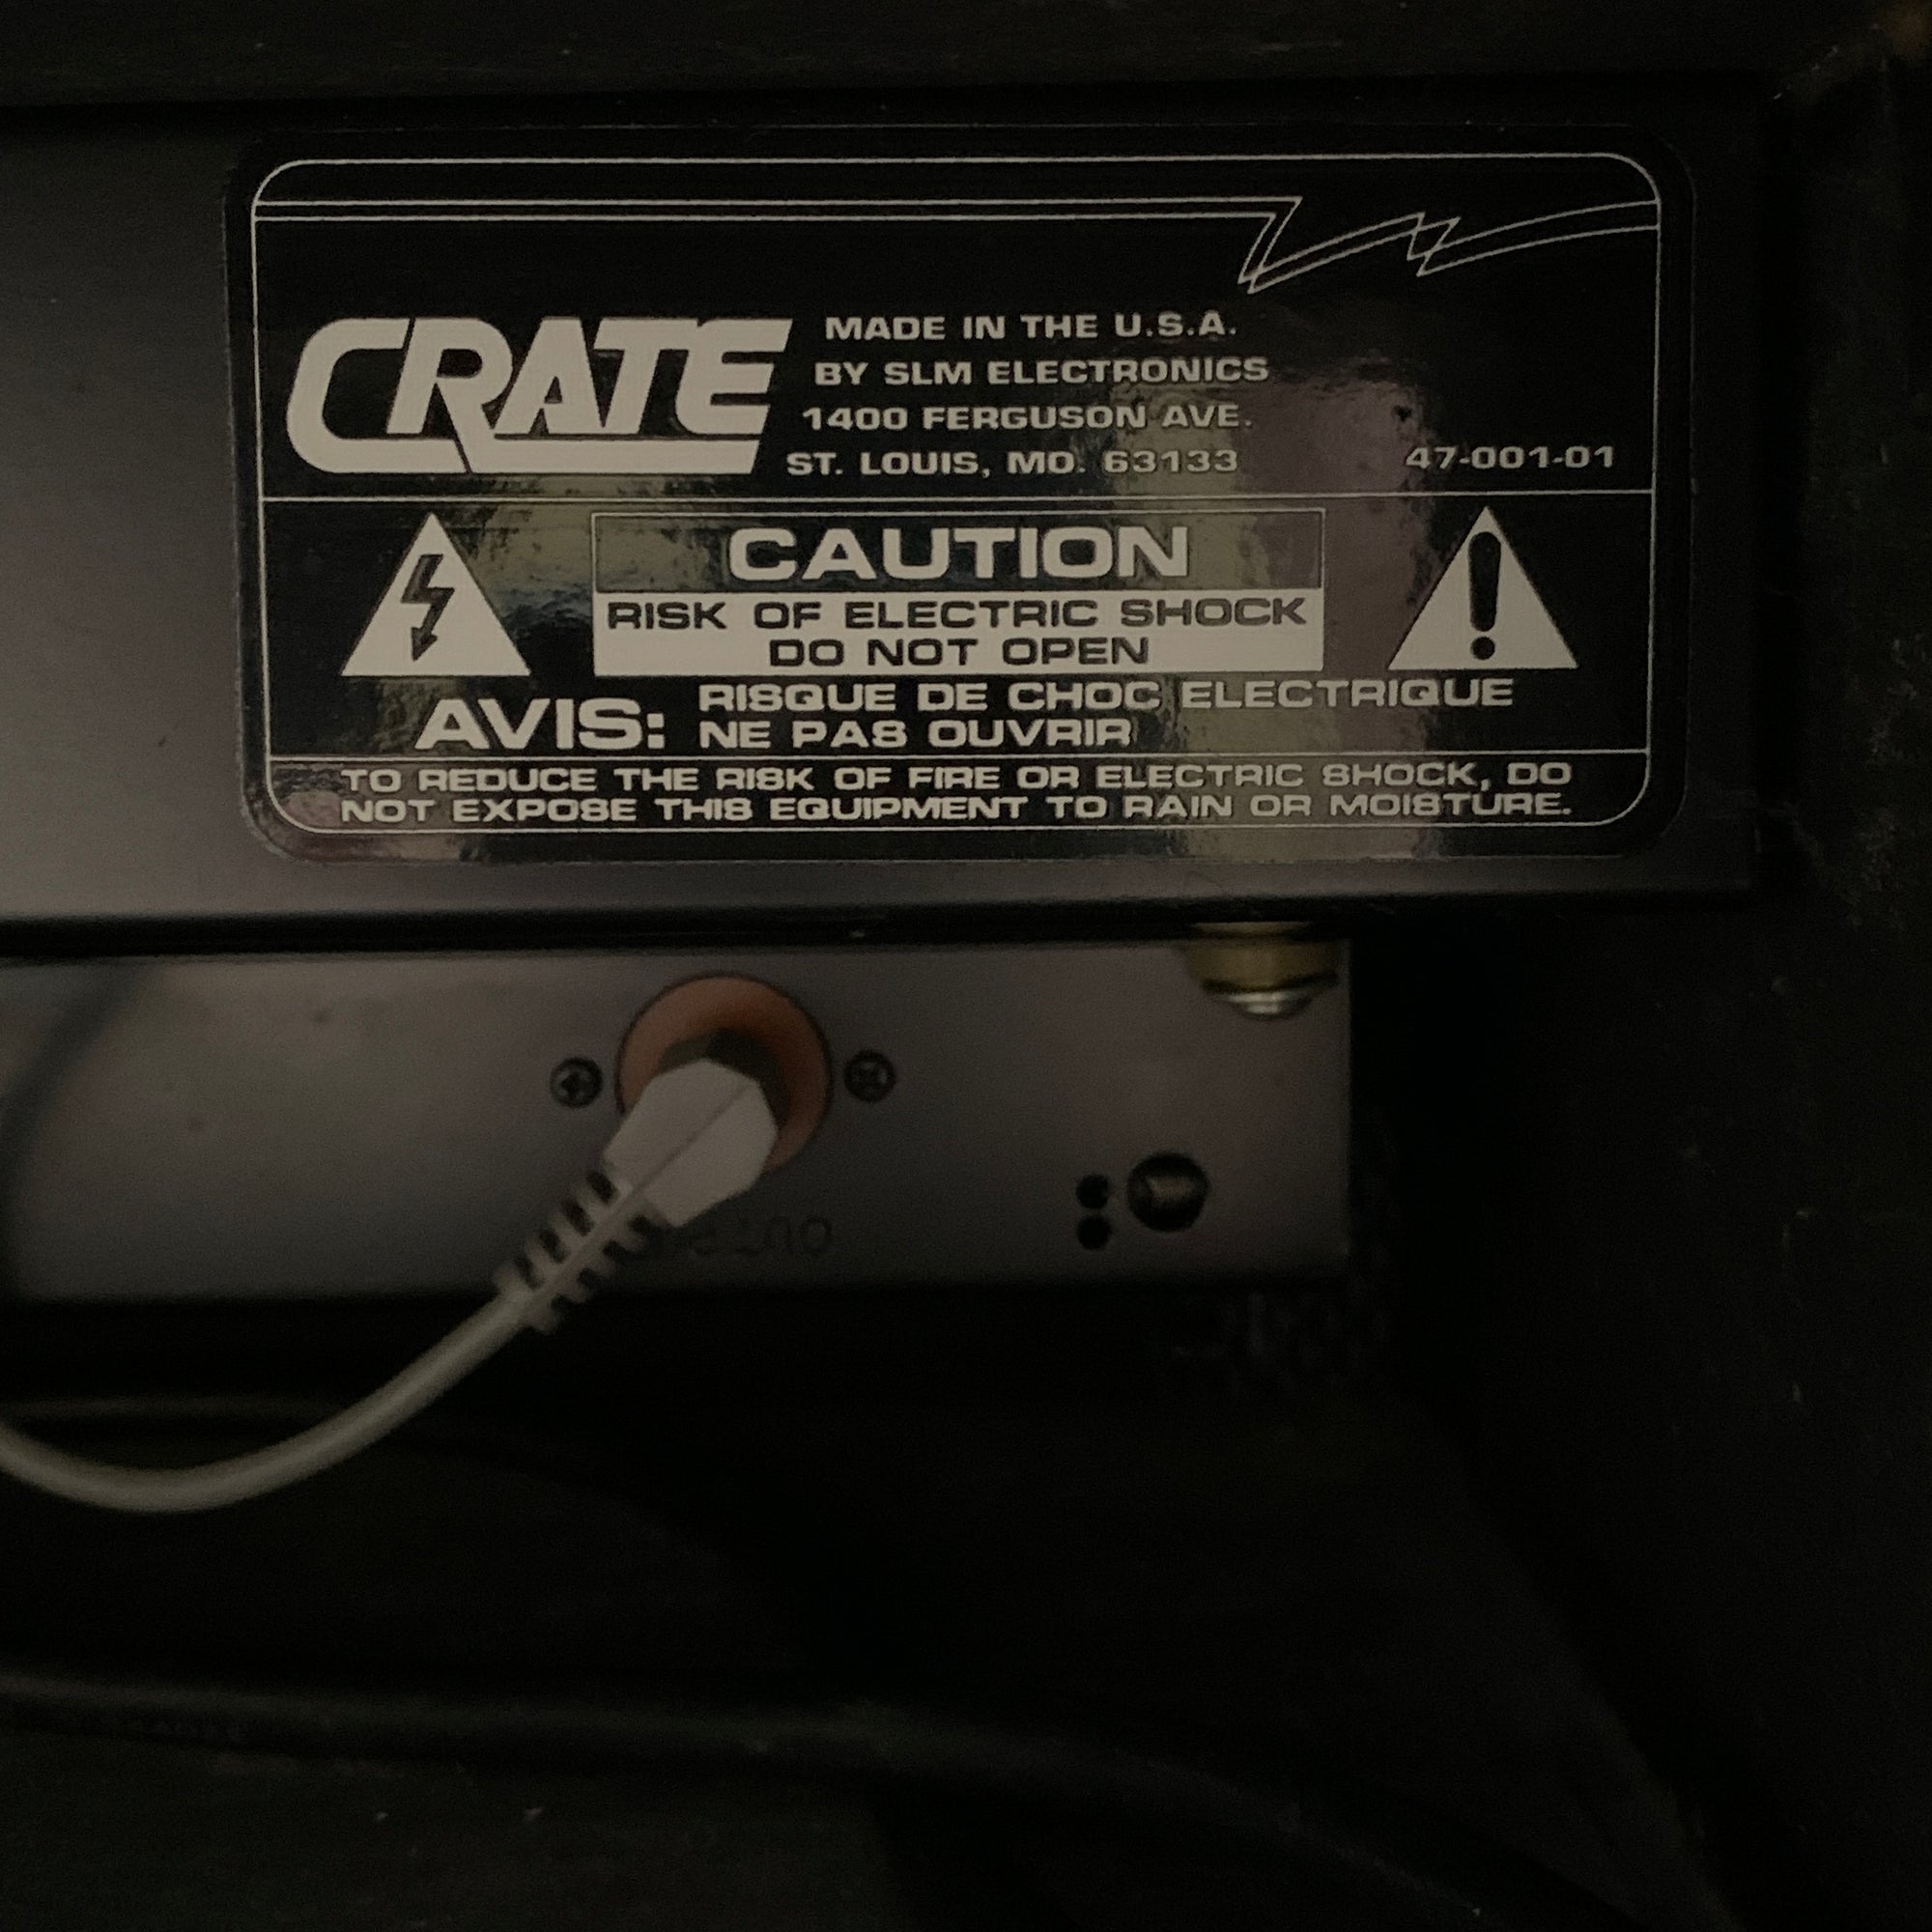 CRATE
MADE IN THE U.S.A.
BY SLM ELECTRONICS
1400 FERGUSON AVE.
ST. LOUIS, MO. 63133
47-001-01
CAUTION
RISK OF ELECTRIC SHOCK
DO NOT OPEN
AVIS: RISQUE DE CHOC ELECTRIQUE
NE PAS OUVRIR
TO REDUCE THE RISK OF FIRE OR ELECTRIC SHOCK, DO
NOT EXPOSE THIS EQUIPMENT TO RAIN OR MOISTURE.